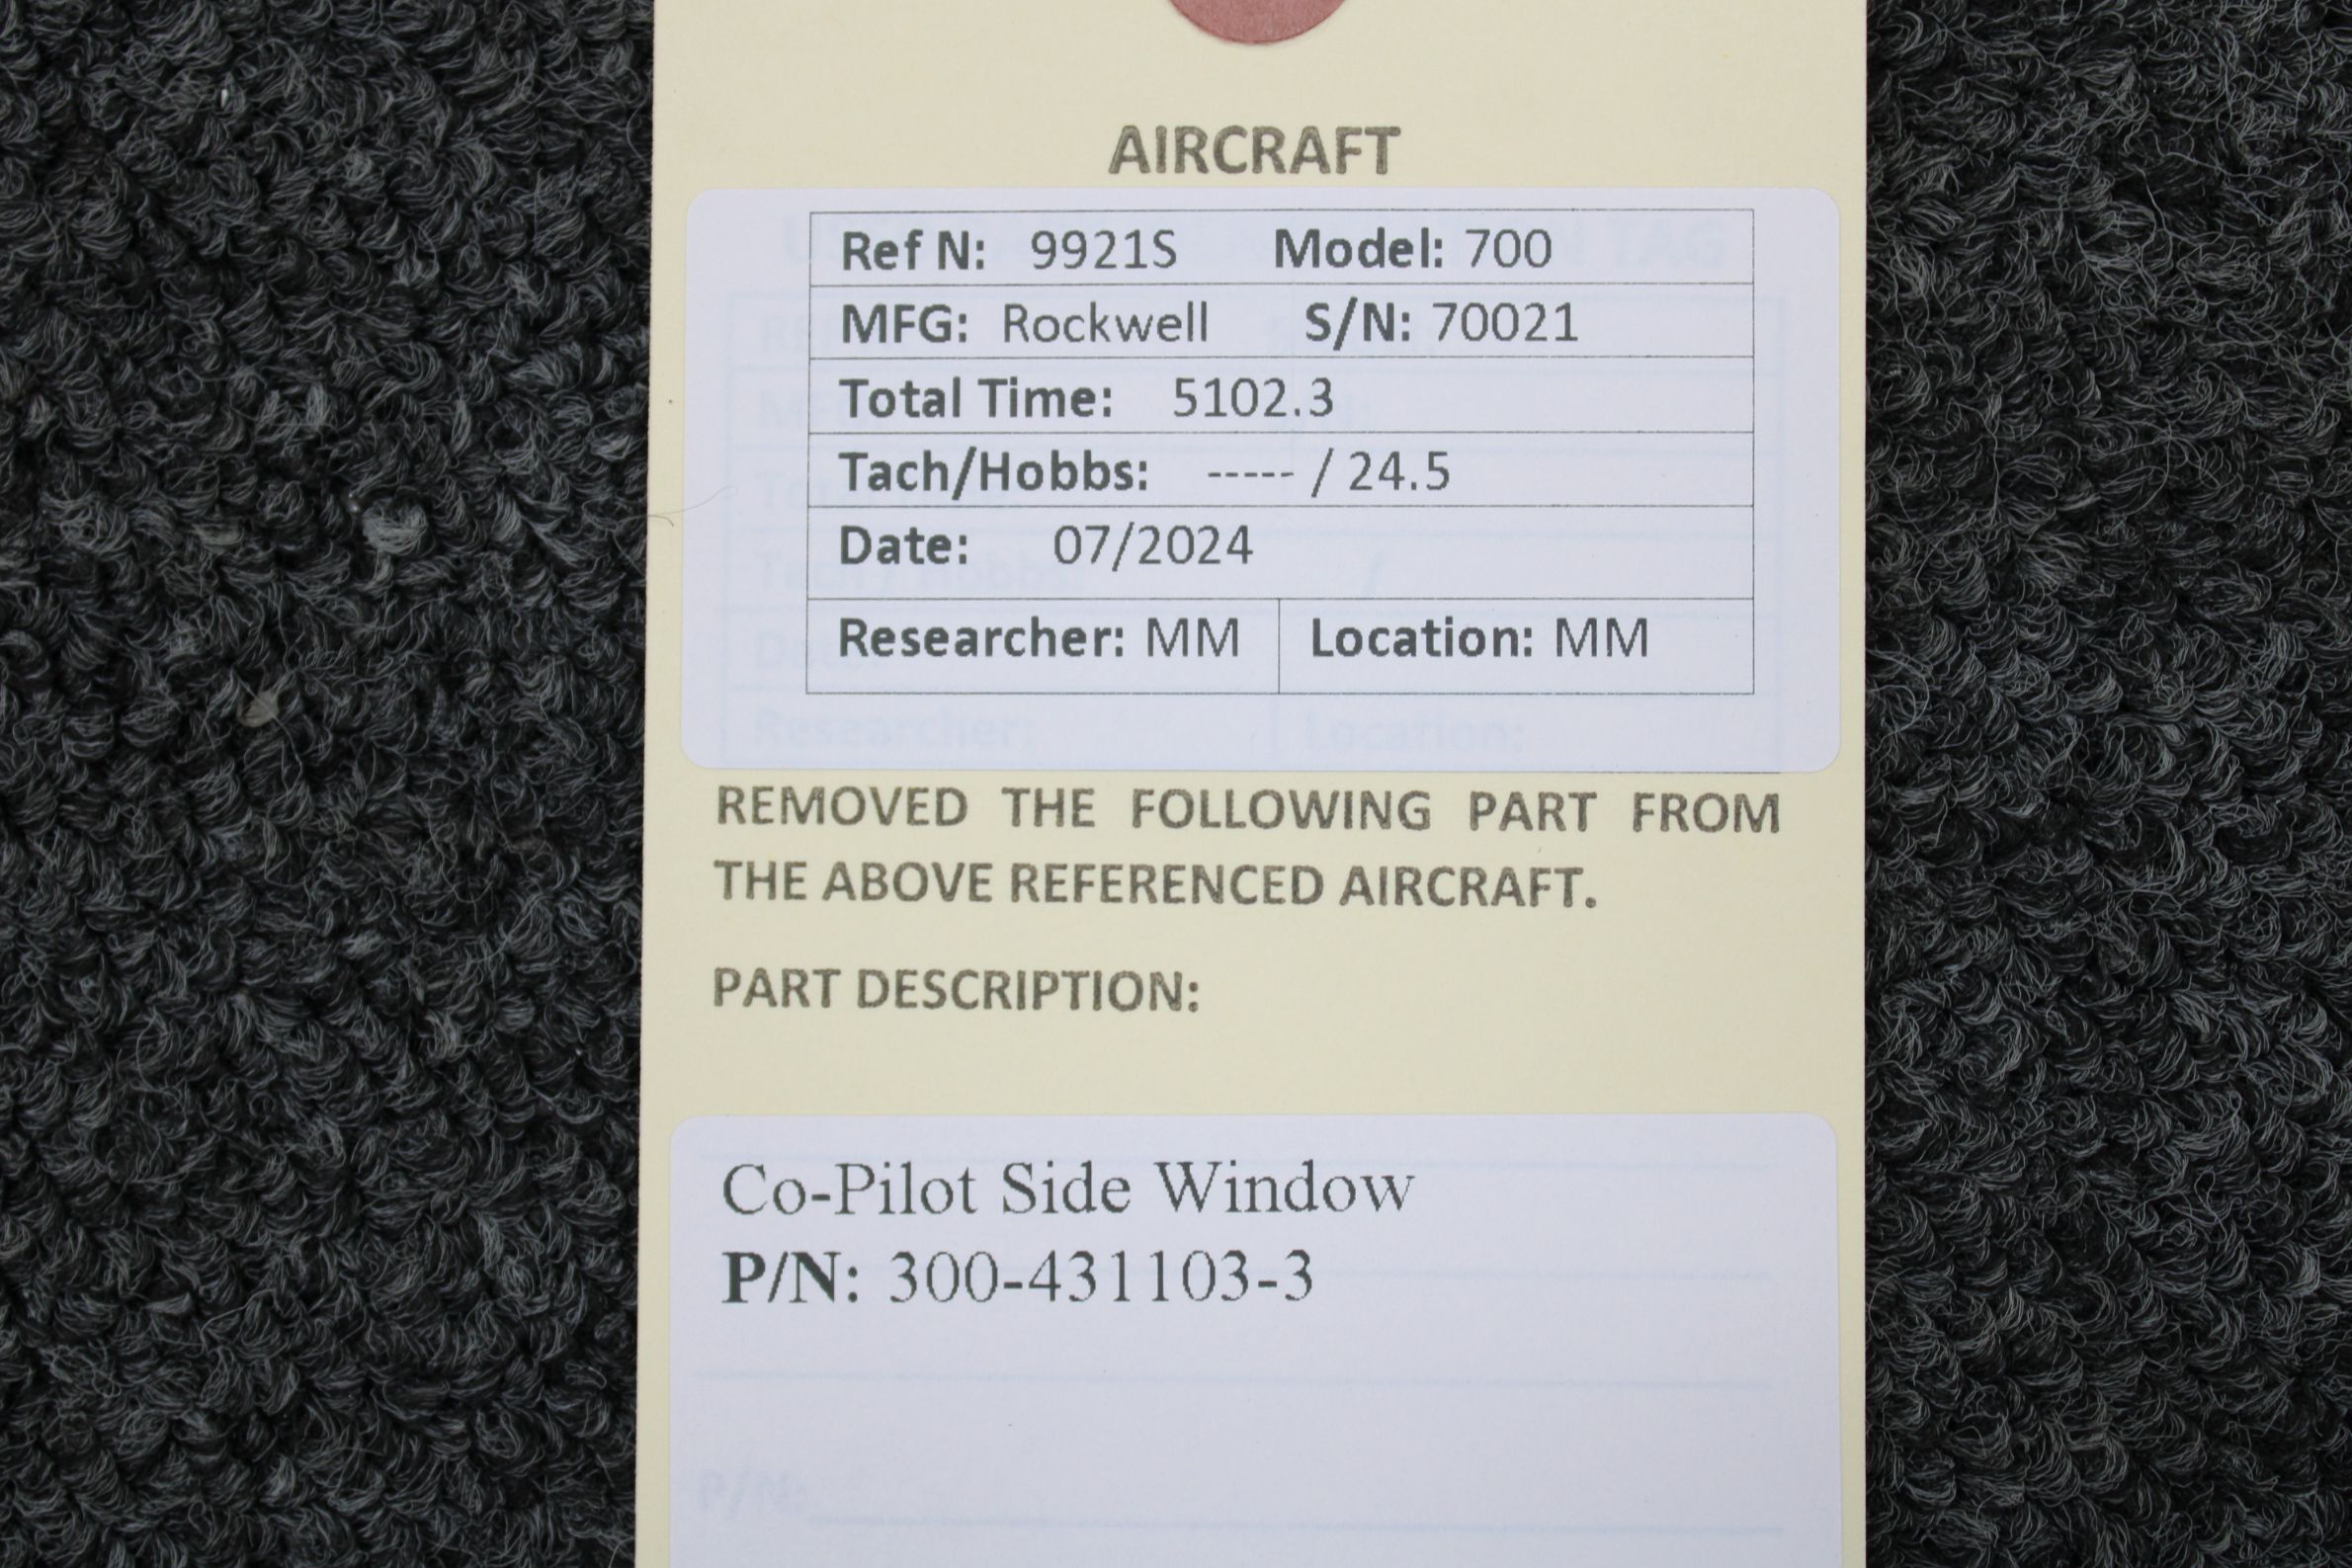 AIRCRAFT
Ref N: 9921S Model: 700
MFG: Rockwell S/N: 70021
Total Time: 5102.3
Tach/Hobbs: ----- / 24.5
Date: 07/2024
Researcher: MM Location: MM
Researcher: Location:
REMOVED THE FOLLOWING PART FROM
THE ABOVE REFERENCED AIRCRAFT.
PART DESCRIPTION:
Co-Pilot Side Window
P/N: 300-431103-3
P/N: